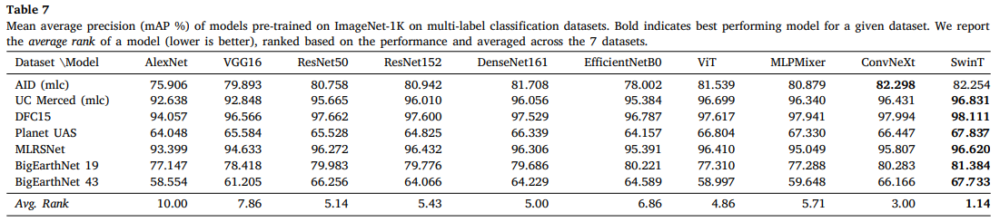 Table 7
Mean average precision (mAP %) of models pre-trained on ImageNet-1K on multi-label classification datasets. Bold indicates best performing model for a given dataset. We report
the average rank of a model (lower is better), ranked based on the performance and averaged across the 7 datasets.
Dataset \Model AlexNet VGG16 ResNet50 ResNet152 DenseNet161 EfficientNetB0 ViT MLPMixer ConvNeXt SwinT
AID (mlc) 75.906 79.893 80.758 80.942 81.708 78.002 81.539 80.879 82.298 82.254
UC Merced (mlc) 92.638 92.848 95.665 96.010 96.056 95.384 96.699 96.340 96.431 96.831
DFC15 94.057 96.566 97.662 97.600 97.529 96.787 97.617 97.941 97.994 98.111
Planet UAS 64.048 65.584 65.528 64.825 66.339 64.157 66.804 67.330 66.447 67.837
MLRSNet 93.399 94.633 96.272 96.432 96.306 95.391 96.410 95.049 95.807 96.620
BigEarthNet 19 77.147 78.418 79.983 79.776 79.686 80.221 77.310 77.288 80.283 81.384
BigEarthNet 43 58.554 61.205 66.256 64.066 64.229 64.589 58.997 59.648 66.166 67.733
Avg. Rank 10.00 7.86 5.14 5.43 5.00 6.86 4.86 5.71 3.00 1.14